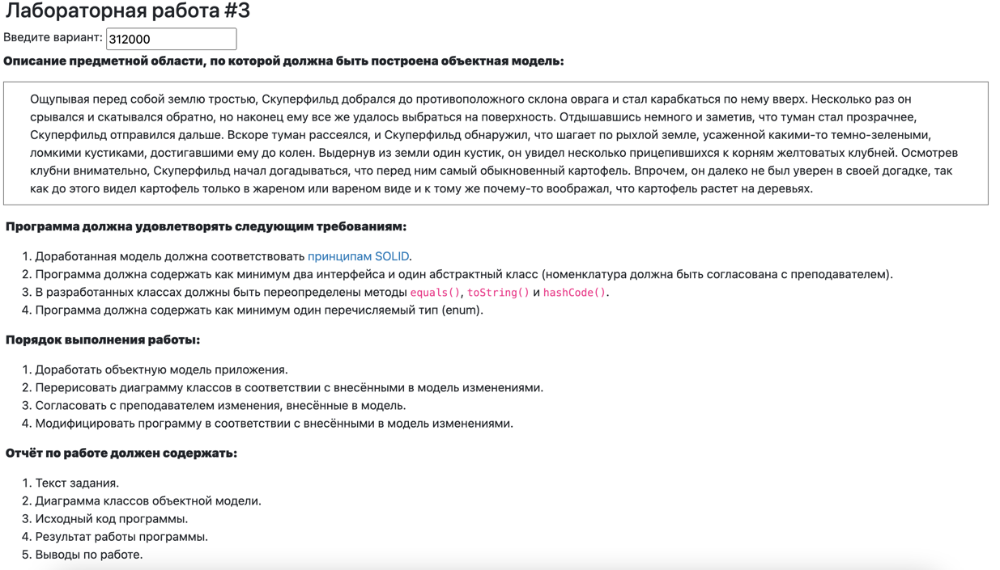 Лабораторная работа #3
Введите вариант: 312000
Описание предметной области, по которой должна быть построена объектная модель:
Ощупывая перед собой землю тростью, Скуперфильд добрался до противоположного склона оврага и стал карабкаться по нему вверх. Несколько раз он
срывался и скатывался обратно, но наконец ему все же удалось выбраться на поверхность. Отдышавшись немного и заметив, что туман стал прозрачнее,
Скуперфильд отправился дальше. Вскоре туман рассеялся, и Скуперфильд обнаружил, что шагает по рыхлой земле, усаженной какими-то темно-зелеными,
ломкими кустиками, достигавшими ему до колен. Выдернув из земли один кустик, он увидел несколько прицепившихся к корням желтоватых клубней. Осмотрев
клубни внимательно, Скуперфильд начал догадываться, что перед ним самый обыкновенный картофель. Впрочем, он далеко не был уверен в своей догадке, так
как до этого видел картофель только в жареном или вареном виде и к тому же почему-то воображал, что картофель растет на деревьях.
Программа должна удовлетворять следующим требованиям:
1. Доработанная модель должна соответствовать принципам SOLID.
2. Программа должна содержать как минимум два интерфейса и один абстрактный класс (номенклатура должна быть согласована с преподавателем).
3. В разработанных классах должны быть переопределены методы equals(), toString() и hashCode().
4. Программа должна содержать как минимум один перечисляемый тип (enum).
Порядок выполнения работы:
1. Доработать объектную модель приложения.
2. Перерисовать диаграмму классов в соответствии с внесёнными в модель изменениями.
3. Согласовать с преподавателем изменения, внесённые в модель.
4. Модифицировать программу в соответствии с внесёнными в модель изменениями.
Отчёт по работе должен содержать:
1. Текст задания.
2. Диаграмма классов объектной модели.
3. Исходный код программы.
4. Результат работы программы.
5. Выводы по работе.